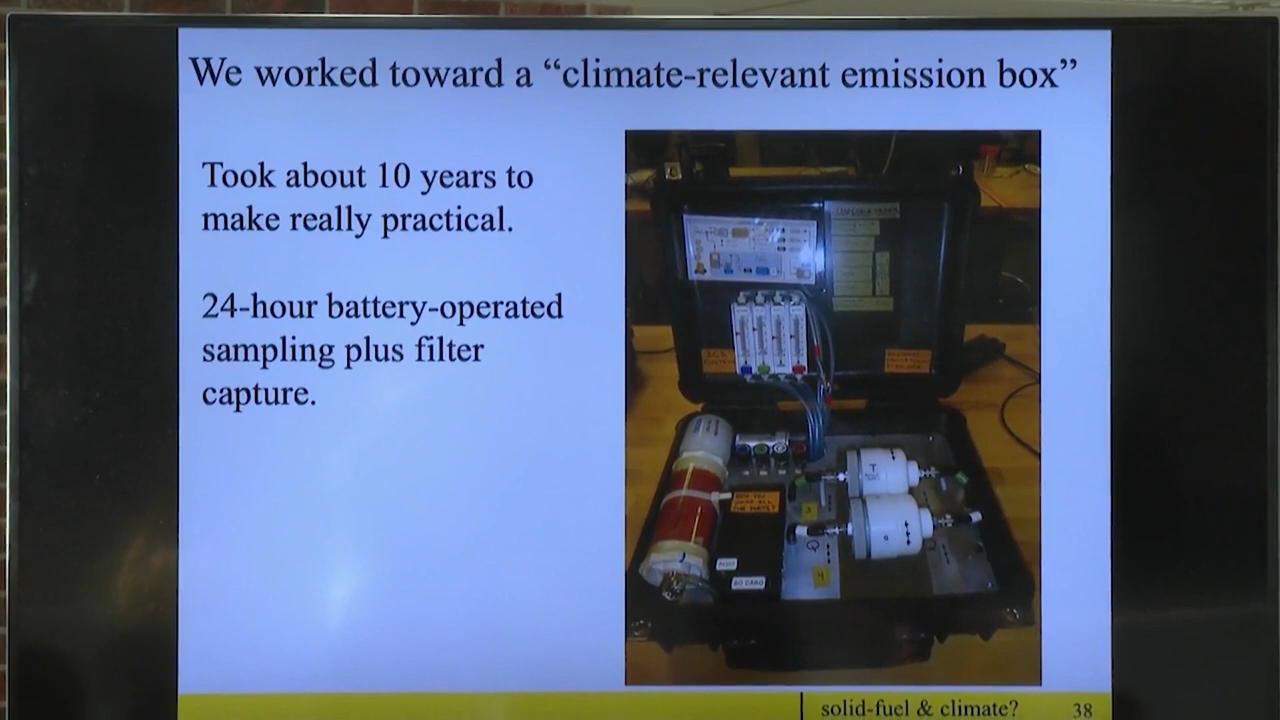 We worked toward a “climate-relevant emission box”
Took about 10 years to
make really practical.
24-hour battery-operated
sampling plus filter
capture.
solid-fuel & climate?
38